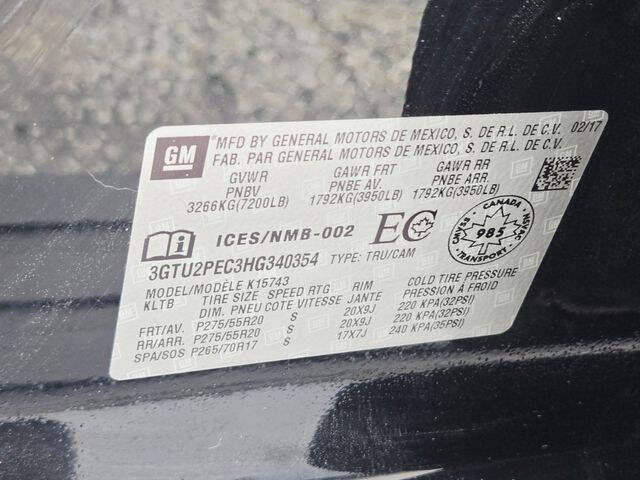 GM
MFD BY GENERAL MOTORS DE MEXICO, S. DE R.L. DE C.V. 02/17
FAB. PAR GENERAL MOTORS DE MEXICO, S. DE R.L. DE C.V.
GVWR GAWR FRT GAWR RR
PNBV PNBE AV. PNBE ARR.
3266KG(7200LB) 1792KG(3950LB) 1792KG(3950LB)
ICES/NMB-002 EC
CANADA
CMVSS 985 NSVAC
TRANSPORT
3GTU2PEC3HG340354 TYPE: TRU/CAM
MODEL/MODÈLE K15743
KLTB TIRE SIZE SPEED RTG RIM COLD TIRE PRESSURE
DIM. PNEU COTE VITESSE JANTE PRESSION À FROID
FRT/AV. P275/55R20 S 20X9J 220 KPA(32PSI)
RR/ARR. P275/55R20 S 20X9J 220 KPA(32PSI)
SPA/SOS P265/70R17 S 17X7J 240 KPA(35PSI)